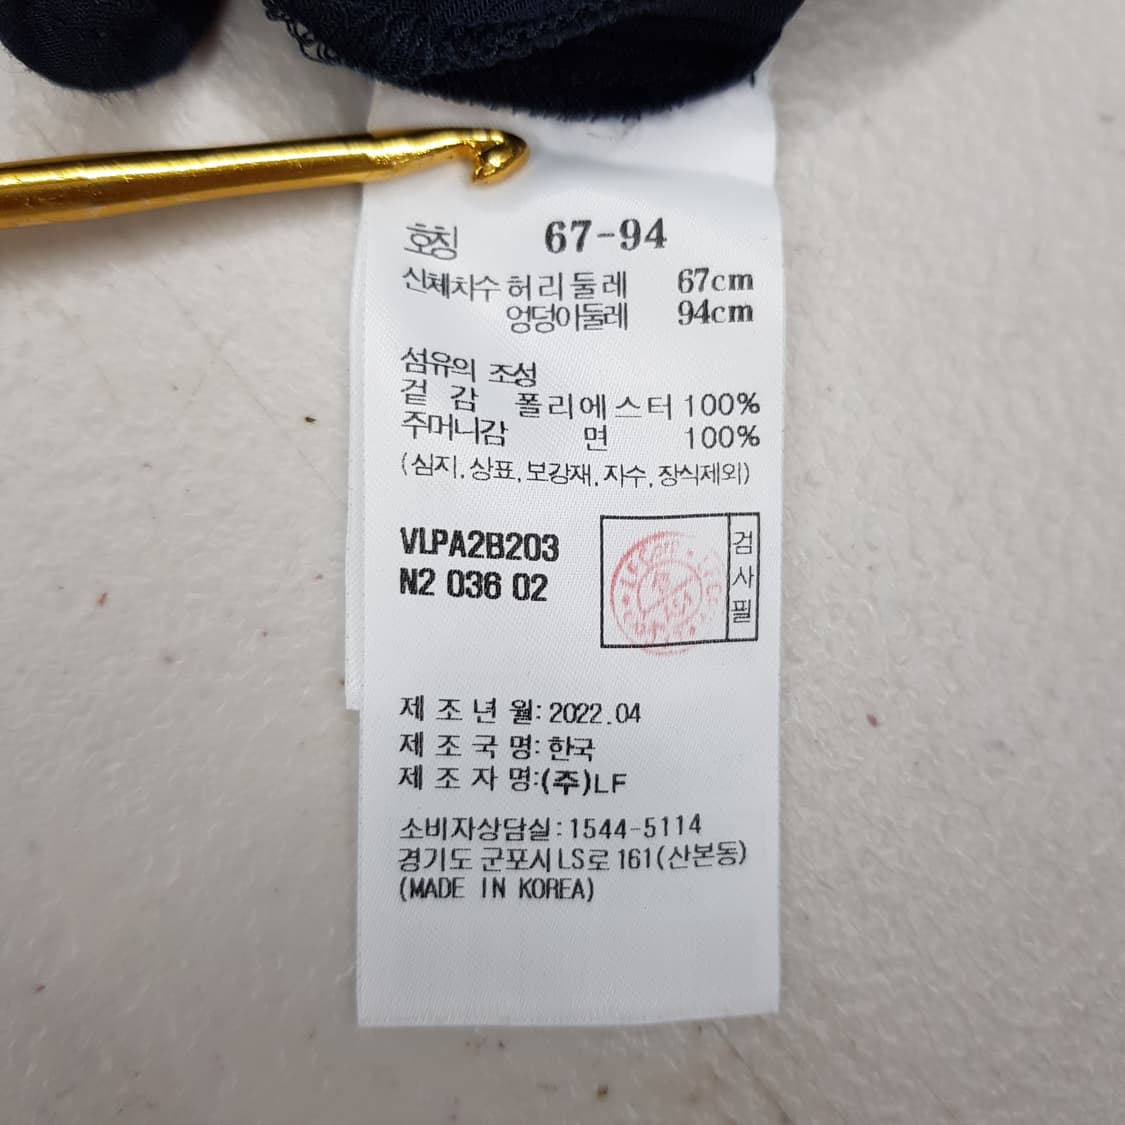 호칭 67-94
신체치수 허리둘레 67cm
엉덩이둘레 94cm
섬유의 조성
겉감 폴리에스터 100%
주머니감 면 100%
(심지, 상표, 보강재, 자수, 장식제외)
VLPA2B203
N2 036 02
검사필
제조년월: 2022.04
제조국명: 한국
제조자명:(주)LF
소비자상담실: 1544-5114
경기도 군포시 LS로 161(산본동)
(MADE IN KOREA)